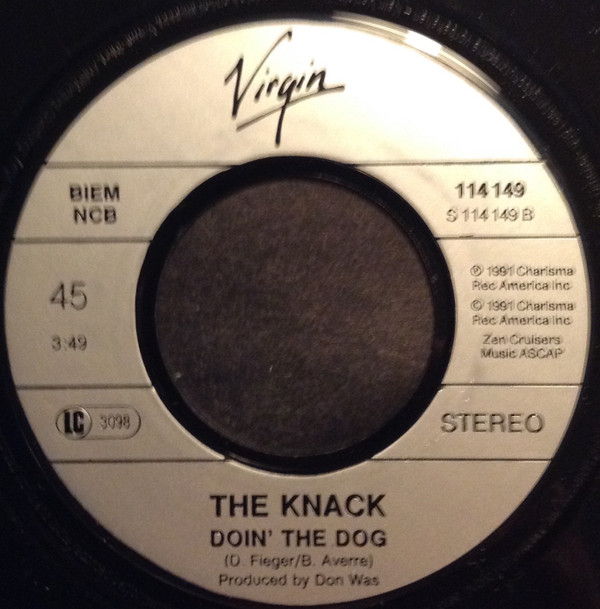 Virgin
BIEM
NCB
114 149
S 114 149 B
45
3:49
℗ 1991 Charisma
Rec America Inc
© 1991 Charisma
Rec America Inc
Zen Cruisers
Music ASCAP
LC 3098
STEREO
THE KNACK
DOIN' THE DOG
(D. Fieger/B. Averre)
Produced by Don Was